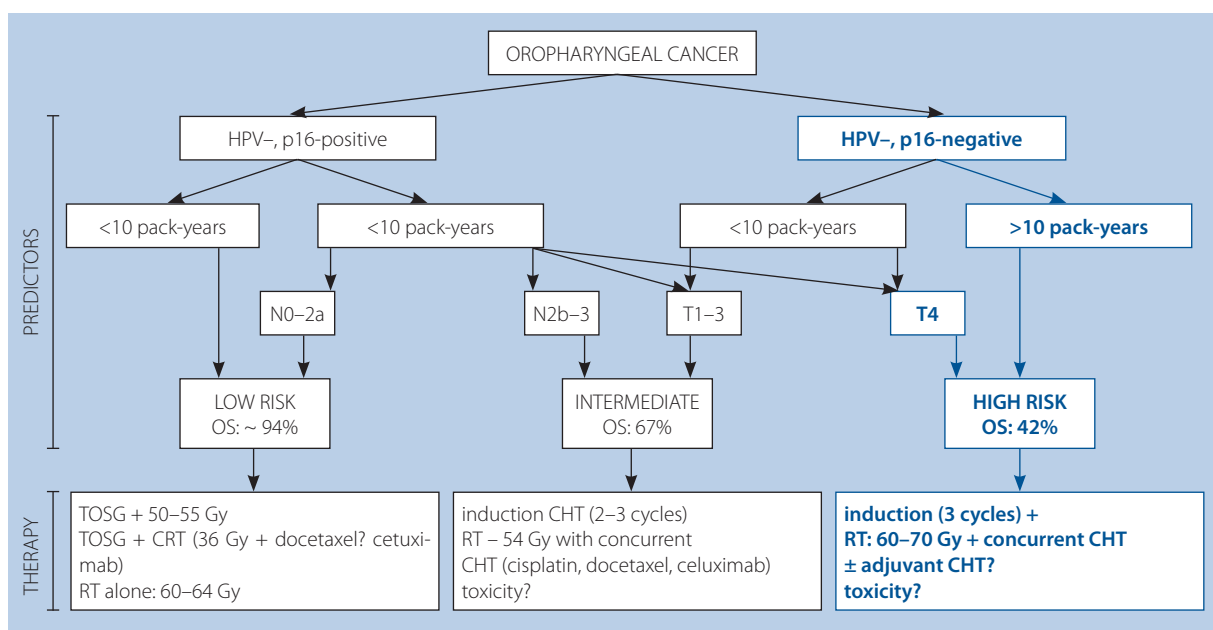 OROPHARYNGEAL CANCER
PREDICTORS
HPV–, p16-positive
HPV–, p16-negative
<10 pack-years
<10 pack-years
<10 pack-years
>10 pack-years
N0–2a
N2b–3
T1–3
T4
LOW RISK
OS: ~ 94%
INTERMEDIATE
OS: 67%
HIGH RISK
OS: 42%
THERAPY
TOSG + 50–55 Gy
TOSG + CRT (36 Gy + docetaxel? cetuxi-
mab)
RT alone: 60–64 Gy
induction CHT (2–3 cycles)
RT – 54 Gy with concurrent
CHT (cisplatin, docetaxel, celuximab)
toxicity?
induction (3 cycles) +
RT: 60–70 Gy + concurrent CHT
± adjuvant CHT?
toxicity?